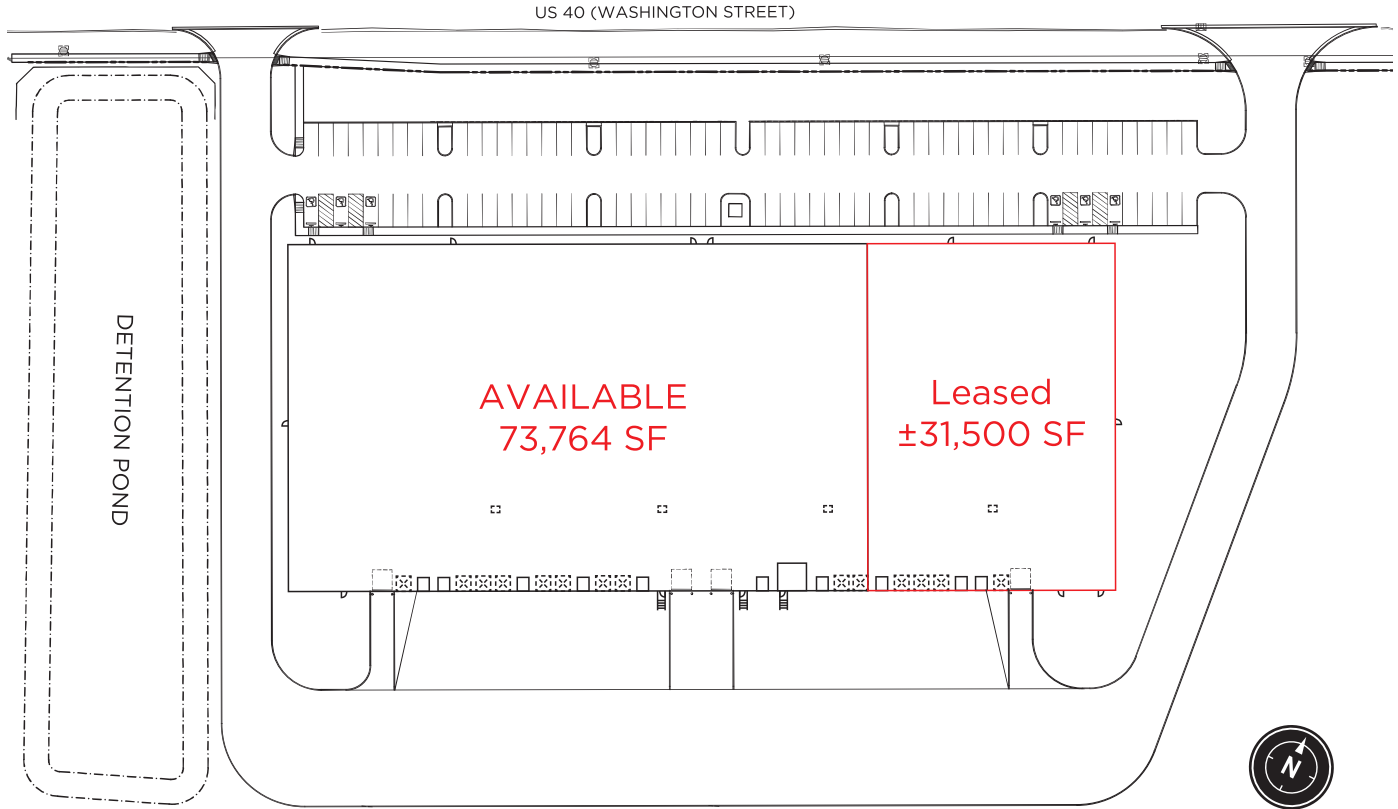 US 40 (WASHINGTON STREET)
DETENTION POND
AVAILABLE
73,764 SF
Leased
±31,500 SF
N